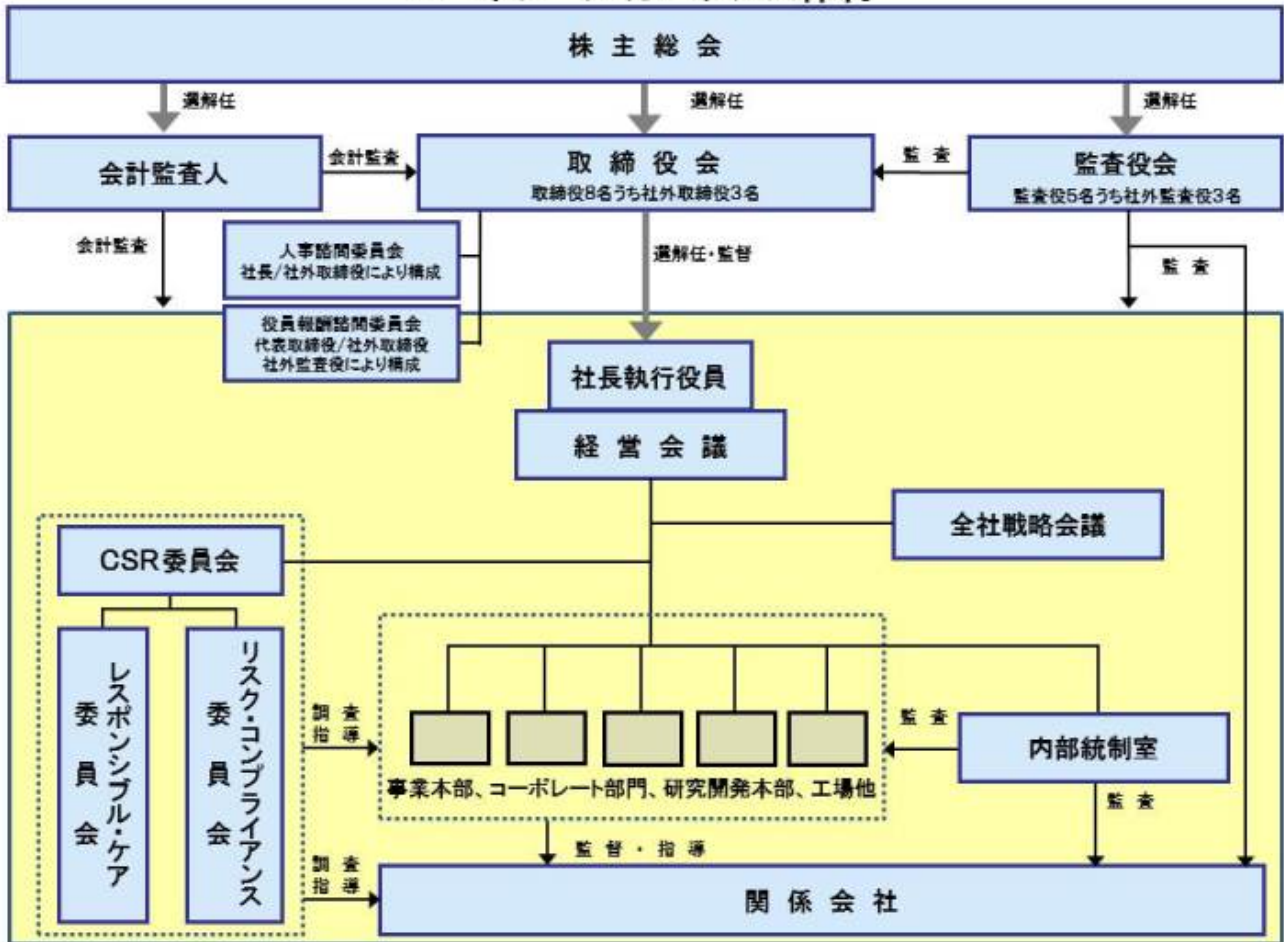 株主総会
選解任
選解任
選解任
会計監査人
会計監査
取締役会
取締役8名うち社外取締役3名
監査
監査役会
監査役5名うち社外監査役3名
会計監査
人事諮問委員会
社長/社外取締役により構成
選解任・監督
監査
役員報酬諮問委員会
代表取締役/社外取締役
社外監査役により構成
社長執行役員
経営会議
全社戦略会議
CSR委員会
レスポンシブル・ケア
委員会
リスク・コンプライアンス
委員会
調査
指導
監査
内部統制室
事業本部、コーポレート部門、研究開発本部、工場他
監査
監督・指導
調査
指導
関係会社